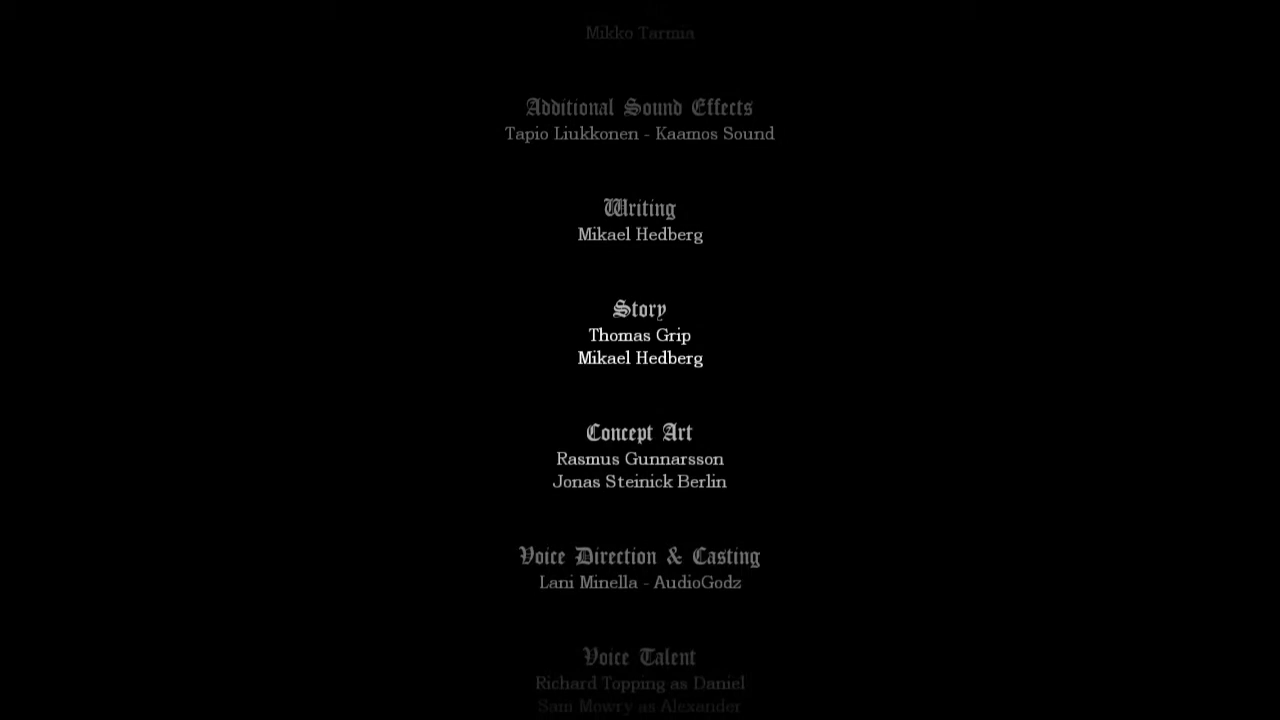 Mikko Tarmia
Additional Sound Effects
Tapio Liukkonen - Kaamos Sound
Writing
Mikael Hedberg
Story
Thomas Grip
Mikael Hedberg
Concept Art
Rasmus Gunnarsson
Jonas Steinick Berlin
Voice Direction & Casting
Lani Minella - AudioGodz
Voice Talent
Richard Topping as Daniel
Sam Mowry as Alexander